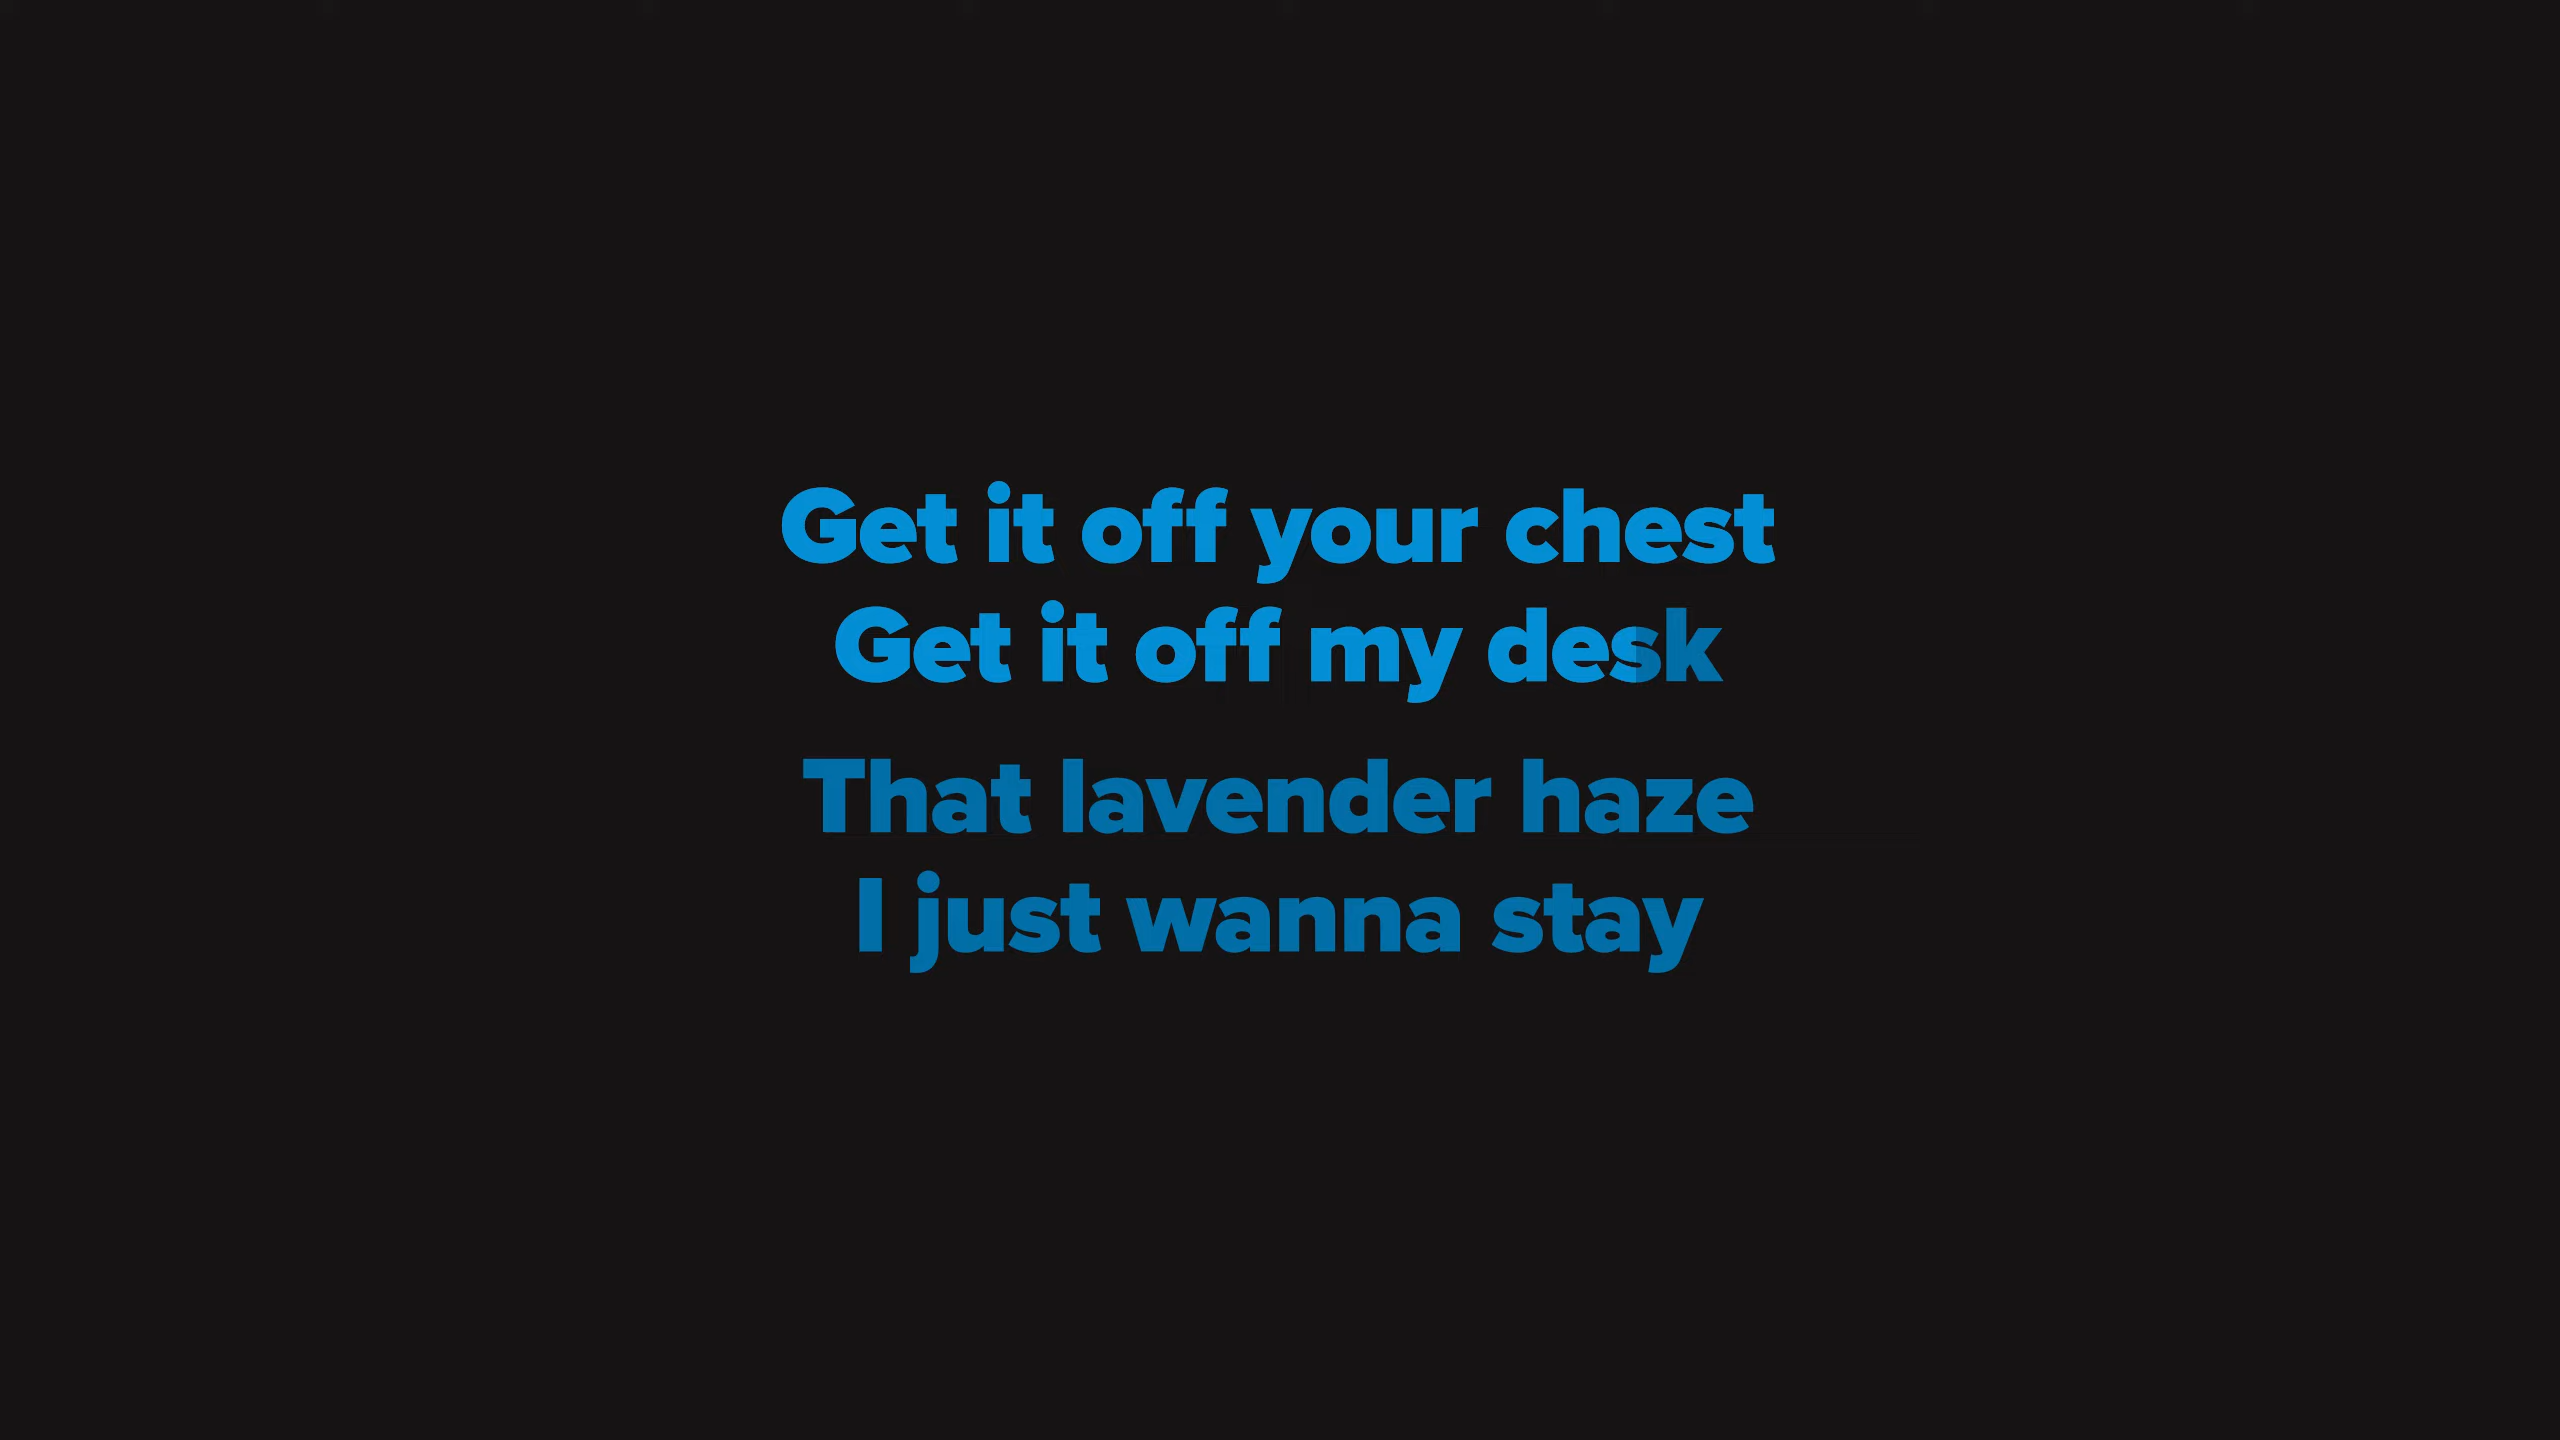 Get it off your chest
Get it off my desk
That lavender haze
I just wanna stay